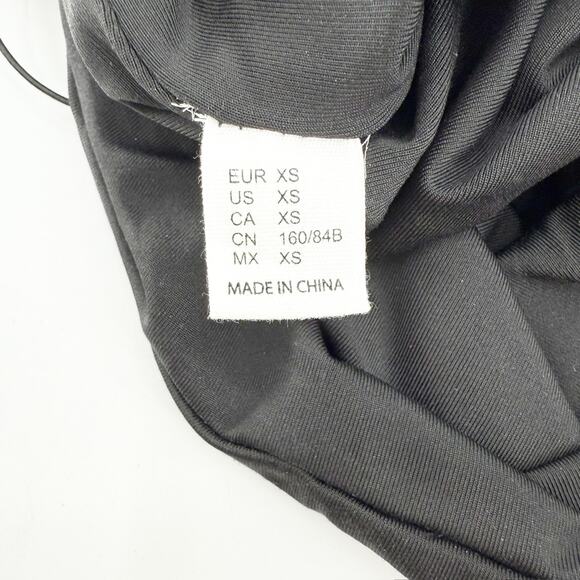 EUR XS
US XS
CA XS
CN 160/84B
MX XS
MADE IN CHINA